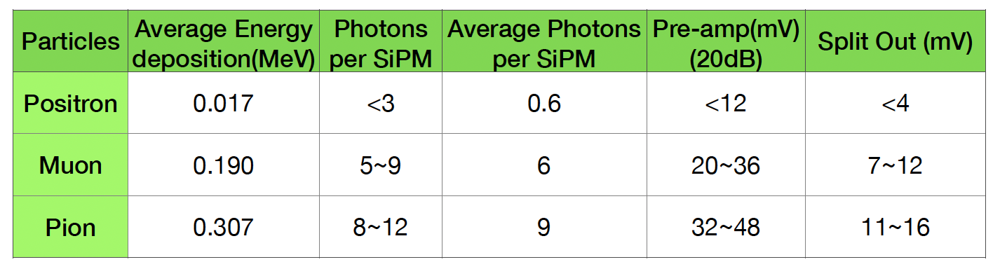 Particles Average Energy deposition(MeV) Photons per SiPM Average Photons per SiPM Pre-amp(mV) (20dB) Split Out (mV)
Positron 0.017 <3 0.6 <12 <4
Muon 0.190 5~9 6 20~36 7~12
Pion 0.307 8~12 9 32~48 11~16